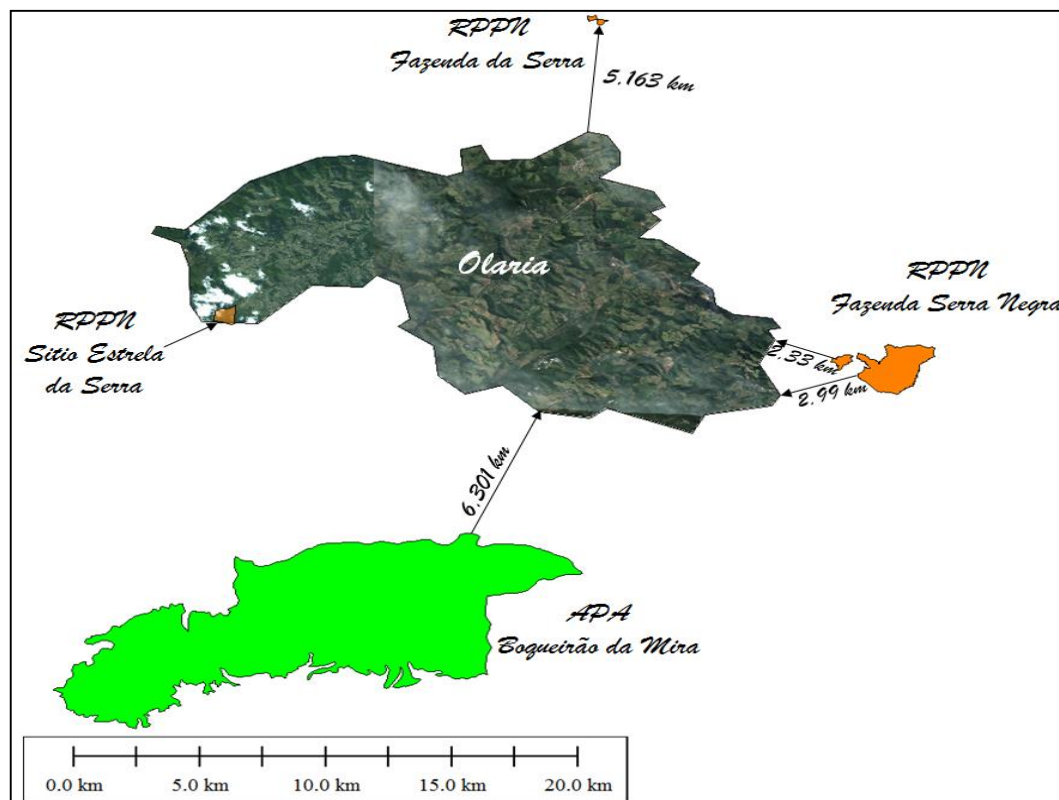 RPPN
Fazenda da Serra
5.163 km
Olaria
RPPN
Fazenda Serra Negra
RPPN
Sitio Estrela
da Serra
2.33 km
2.99 km
6.301 km
APA
Boqueirão da Mira
0.0 km 5.0 km 10.0 km 15.0 km 20.0 km